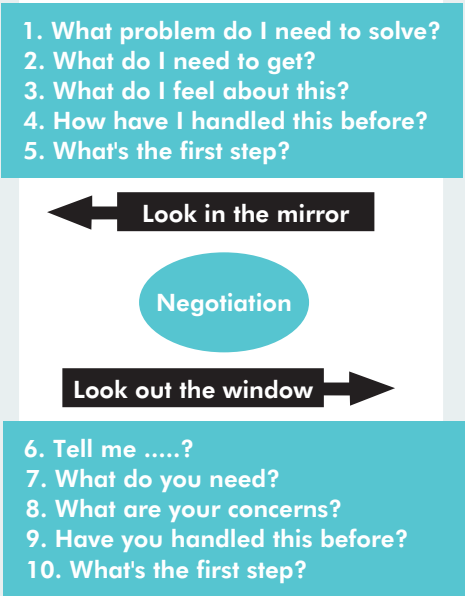 1. What problem do I need to solve?
2. What do I need to get?
3. What do I feel about this?
4. How have I handled this before?
5. What's the first step?
Look in the mirror
Negotiation
Look out the window
6. Tell me .....?
7. What do you need?
8. What are your concerns?
9. Have you handled this before?
10. What's the first step?